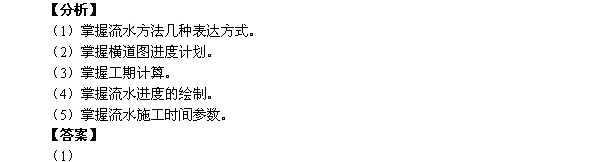 【分析】
（1）掌握流水方法几种表达方式。
（2）掌握横道图进度计划。
（3）掌握工期计算。
（4）掌握流水进度的绘制。
（5）掌握流水施工时间参数。
【答案】
（1）